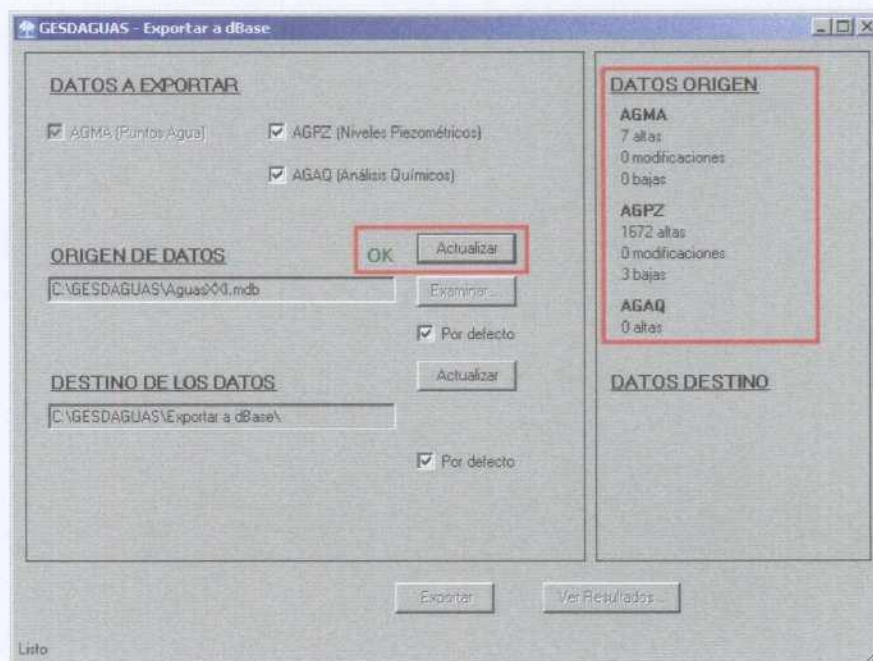 GESDAGUAS - Exportar a dBase
DATOS A EXPORTAR
AGMA (Puntos Agua)
AGPZ (Niveles Piezométricos)
AGAQ (Análisis Químicos)
ORIGEN DE DATOS
OK
Actualizar
C:\GESDAGUAS\AguasXXI.mdb
Examinar...
Por defecto
DESTINO DE LOS DATOS
Actualizar
C:\GESDAGUAS\Exportar a dBase\
Por defecto
DATOS ORIGEN
AGMA
7 altas
0 modificaciones
0 bajas
AGPZ
1672 altas
0 modificaciones
3 bajas
AGAQ
0 altas
DATOS DESTINO
Exportar
Ver Resultados...
Listo